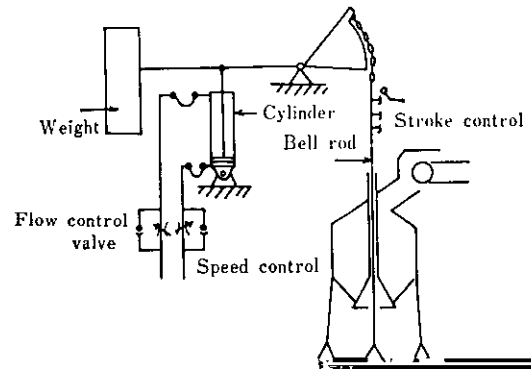 Weight
Cylinder
Stroke control
Bell rod
Flow control
valve
Speed control